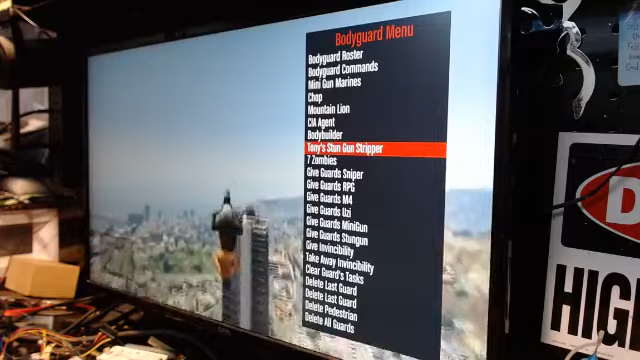 Bodyguard Menu
Bodyguard Roster
Bodyguard Commands
Mini Gun Marines
Chop
Mountain Lion
CIA Agent
Bodybuilder
Tony's Stun Gun Stripper
7 Zombies
Give Guards Sniper
Give Guards RPG
Give Guards M4
Give Guards Uzi
Give Guards MiniGun
Give Guards Stungun
Give Invincibility
Take Away Invincibility
Clear Guard's Tasks
Delete Last Guard
Delete Last Guard
Delete Pedestrian
Delete All Guards
D
HIGH